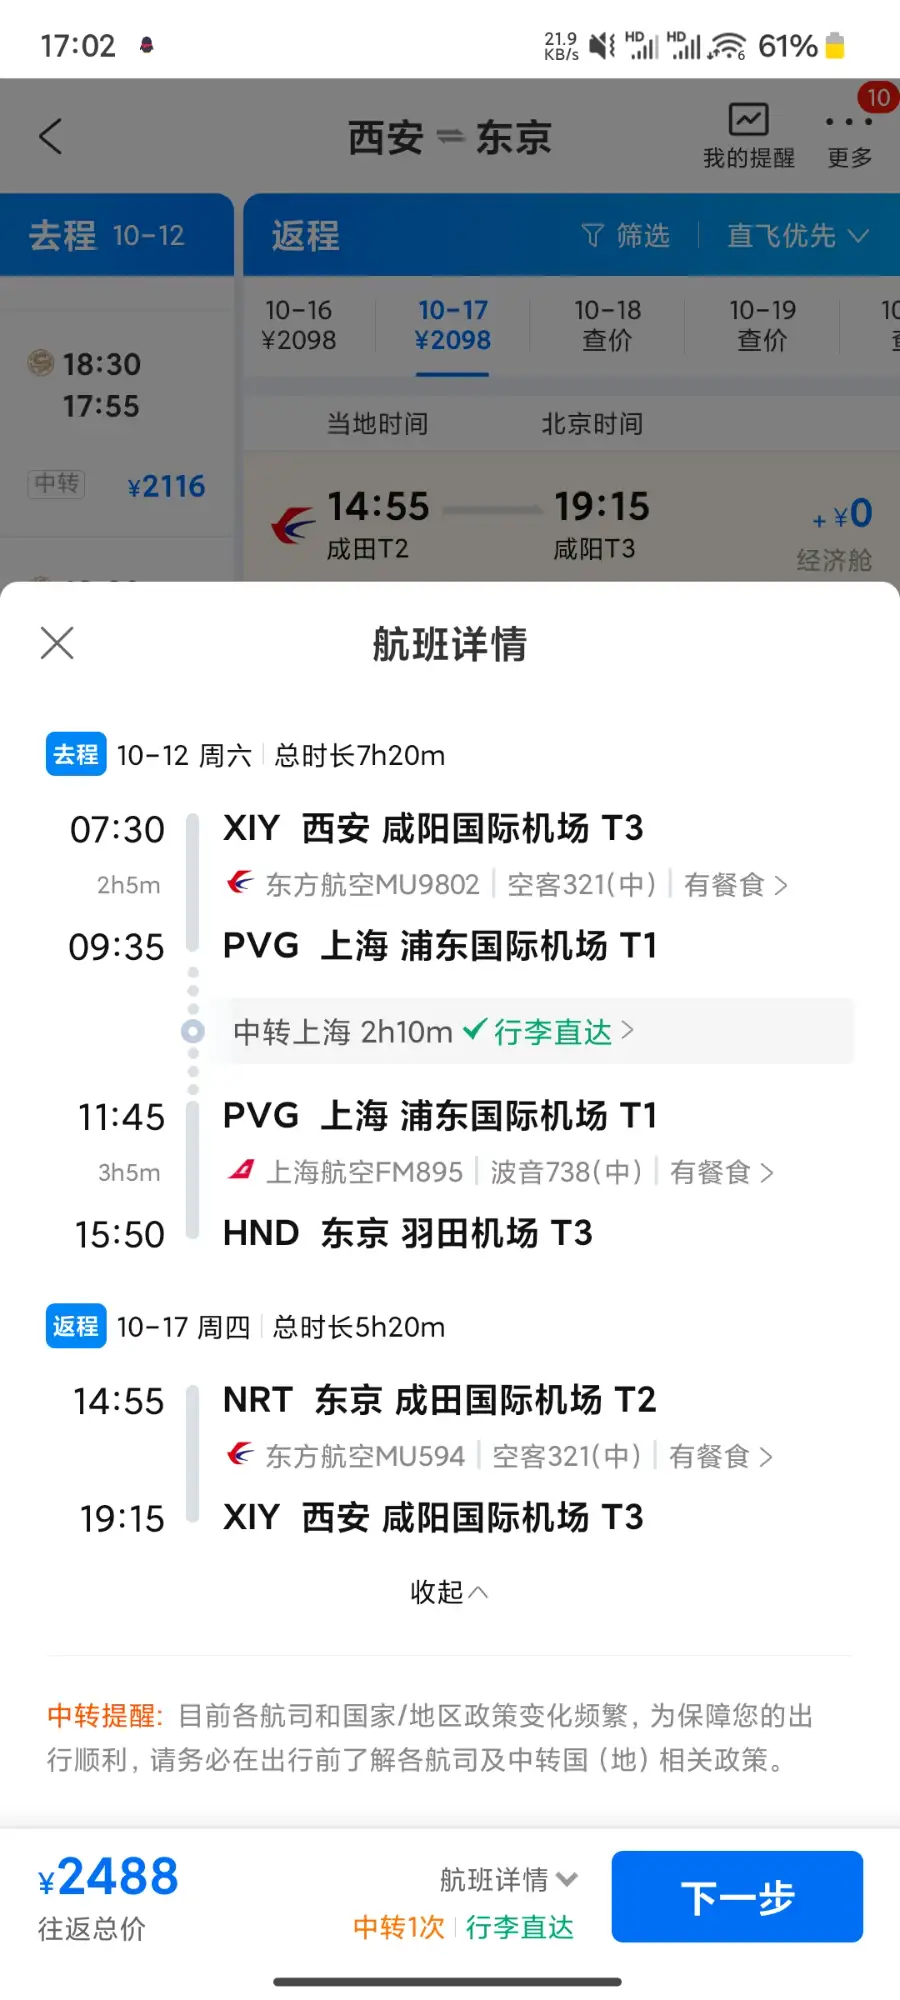 17:02
21.9 KB/s HD HD 6 61%
西安 东京
我的提醒
更多
10
去程 10-12
返程
筛选
直飞优先
10-16 10-17 10-18 10-19
¥2098 ¥2098 查价 查价
18:30
17:55
中转 ¥2116
当地时间 北京时间
14:55 19:15
成田T2 咸阳T3
+¥0
经济舱
航班详情
去程 10-12 周六 总时长7h20m
07:30 XIY 西安 咸阳国际机场 T3
2h5m 东方航空MU9802 空客321(中) 有餐食
09:35 PVG 上海 浦东国际机场 T1
中转上海 2h10m 行李直达
11:45 PVG 上海 浦东国际机场 T1
3h5m 上海航空FM895 波音738(中) 有餐食
15:50 HND 东京 羽田机场 T3
返程 10-17 周四 总时长5h20m
14:55 NRT 东京 成田国际机场 T2
东方航空MU594 空客321(中) 有餐食
19:15 XIY 西安 咸阳国际机场 T3
收起
中转提醒: 目前各航司和国家/地区政策变化频繁, 为保障您的出
行顺利, 请务必在出行前了解各航司及中转国（地）相关政策。
¥2488
往返总价
航班详情
中转1次 行李直达
下一步